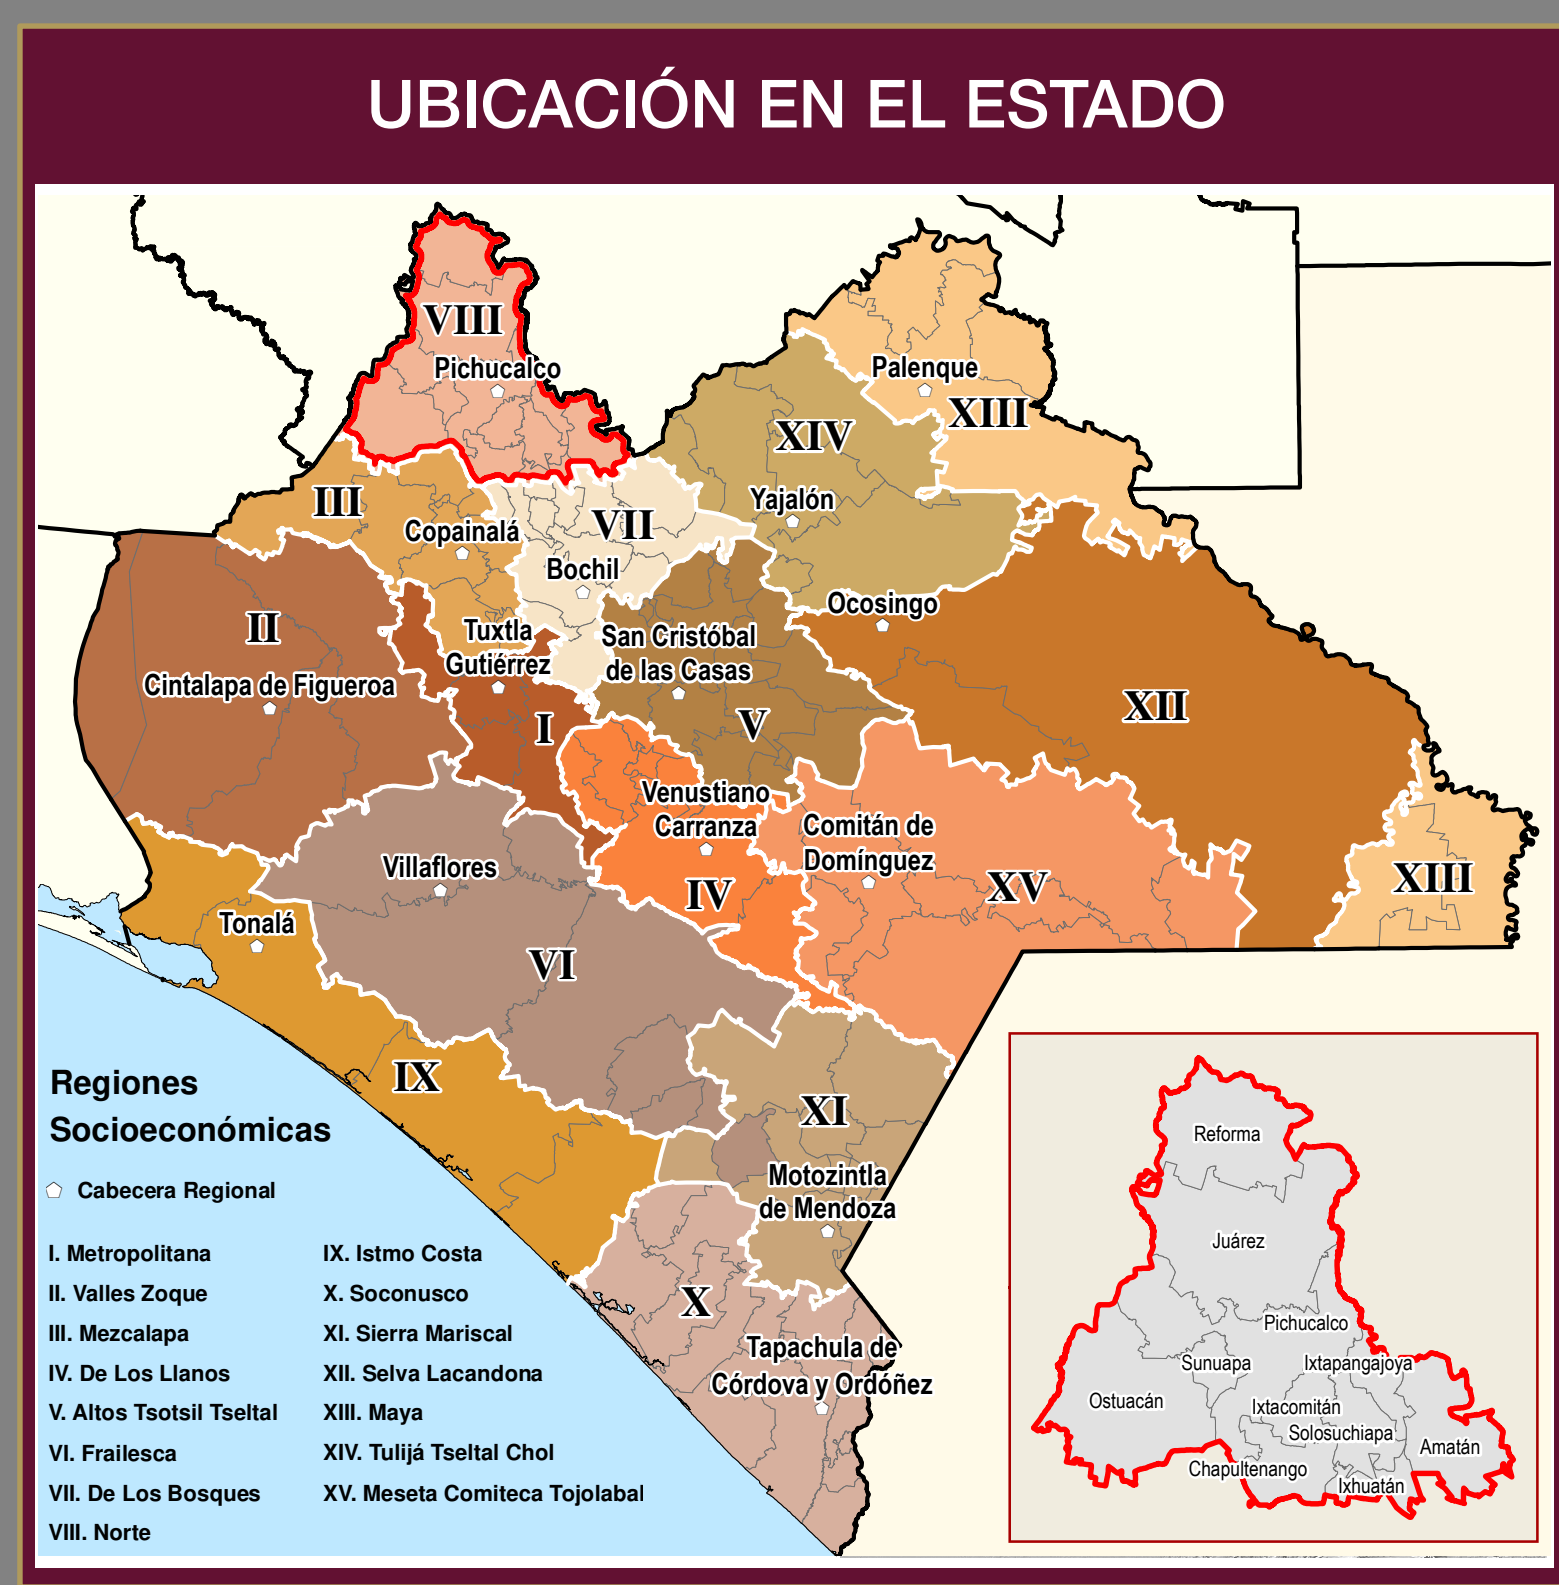 UBICACIÓN EN EL ESTADO
VIII
Pichucalco
Palenque
XIII
XIV
Yajalón
III
Copainalá
VII
Bochil
Ocosingo
II
Cintalapa de Figueroa
Tuxtla
Gutiérrez
San Cristóbal
de las Casas
XII
I
V
Venustiano
Carranza
Comitán de
Domínguez
Villaflores
IV
XV
XIII
Tonalá
VI
IX
XI
Motozintla
de Mendoza
X
Tapachula de
Córdova y Ordóñez
Regiones
Socioeconómicas
Cabecera Regional
I. Metropolitana
II. Valles Zoque
III. Mezcalapa
IV. De Los Llanos
V. Altos Tsotsil Tseltal
VI. Frailesca
VII. De Los Bosques
VIII. Norte
IX. Istmo Costa
X. Soconusco
XI. Sierra Mariscal
XII. Selva Lacandona
XIII. Maya
XIV. Tulijá Tseltal Chol
XV. Meseta Comiteca Tojolabal
Reforma
Juárez
Pichucalco
Sunuapa
Ixtapangajoya
Ostuacán
Ixtacomitán
Solosuchiapa
Amatán
Chapultenango
Ixhuatán